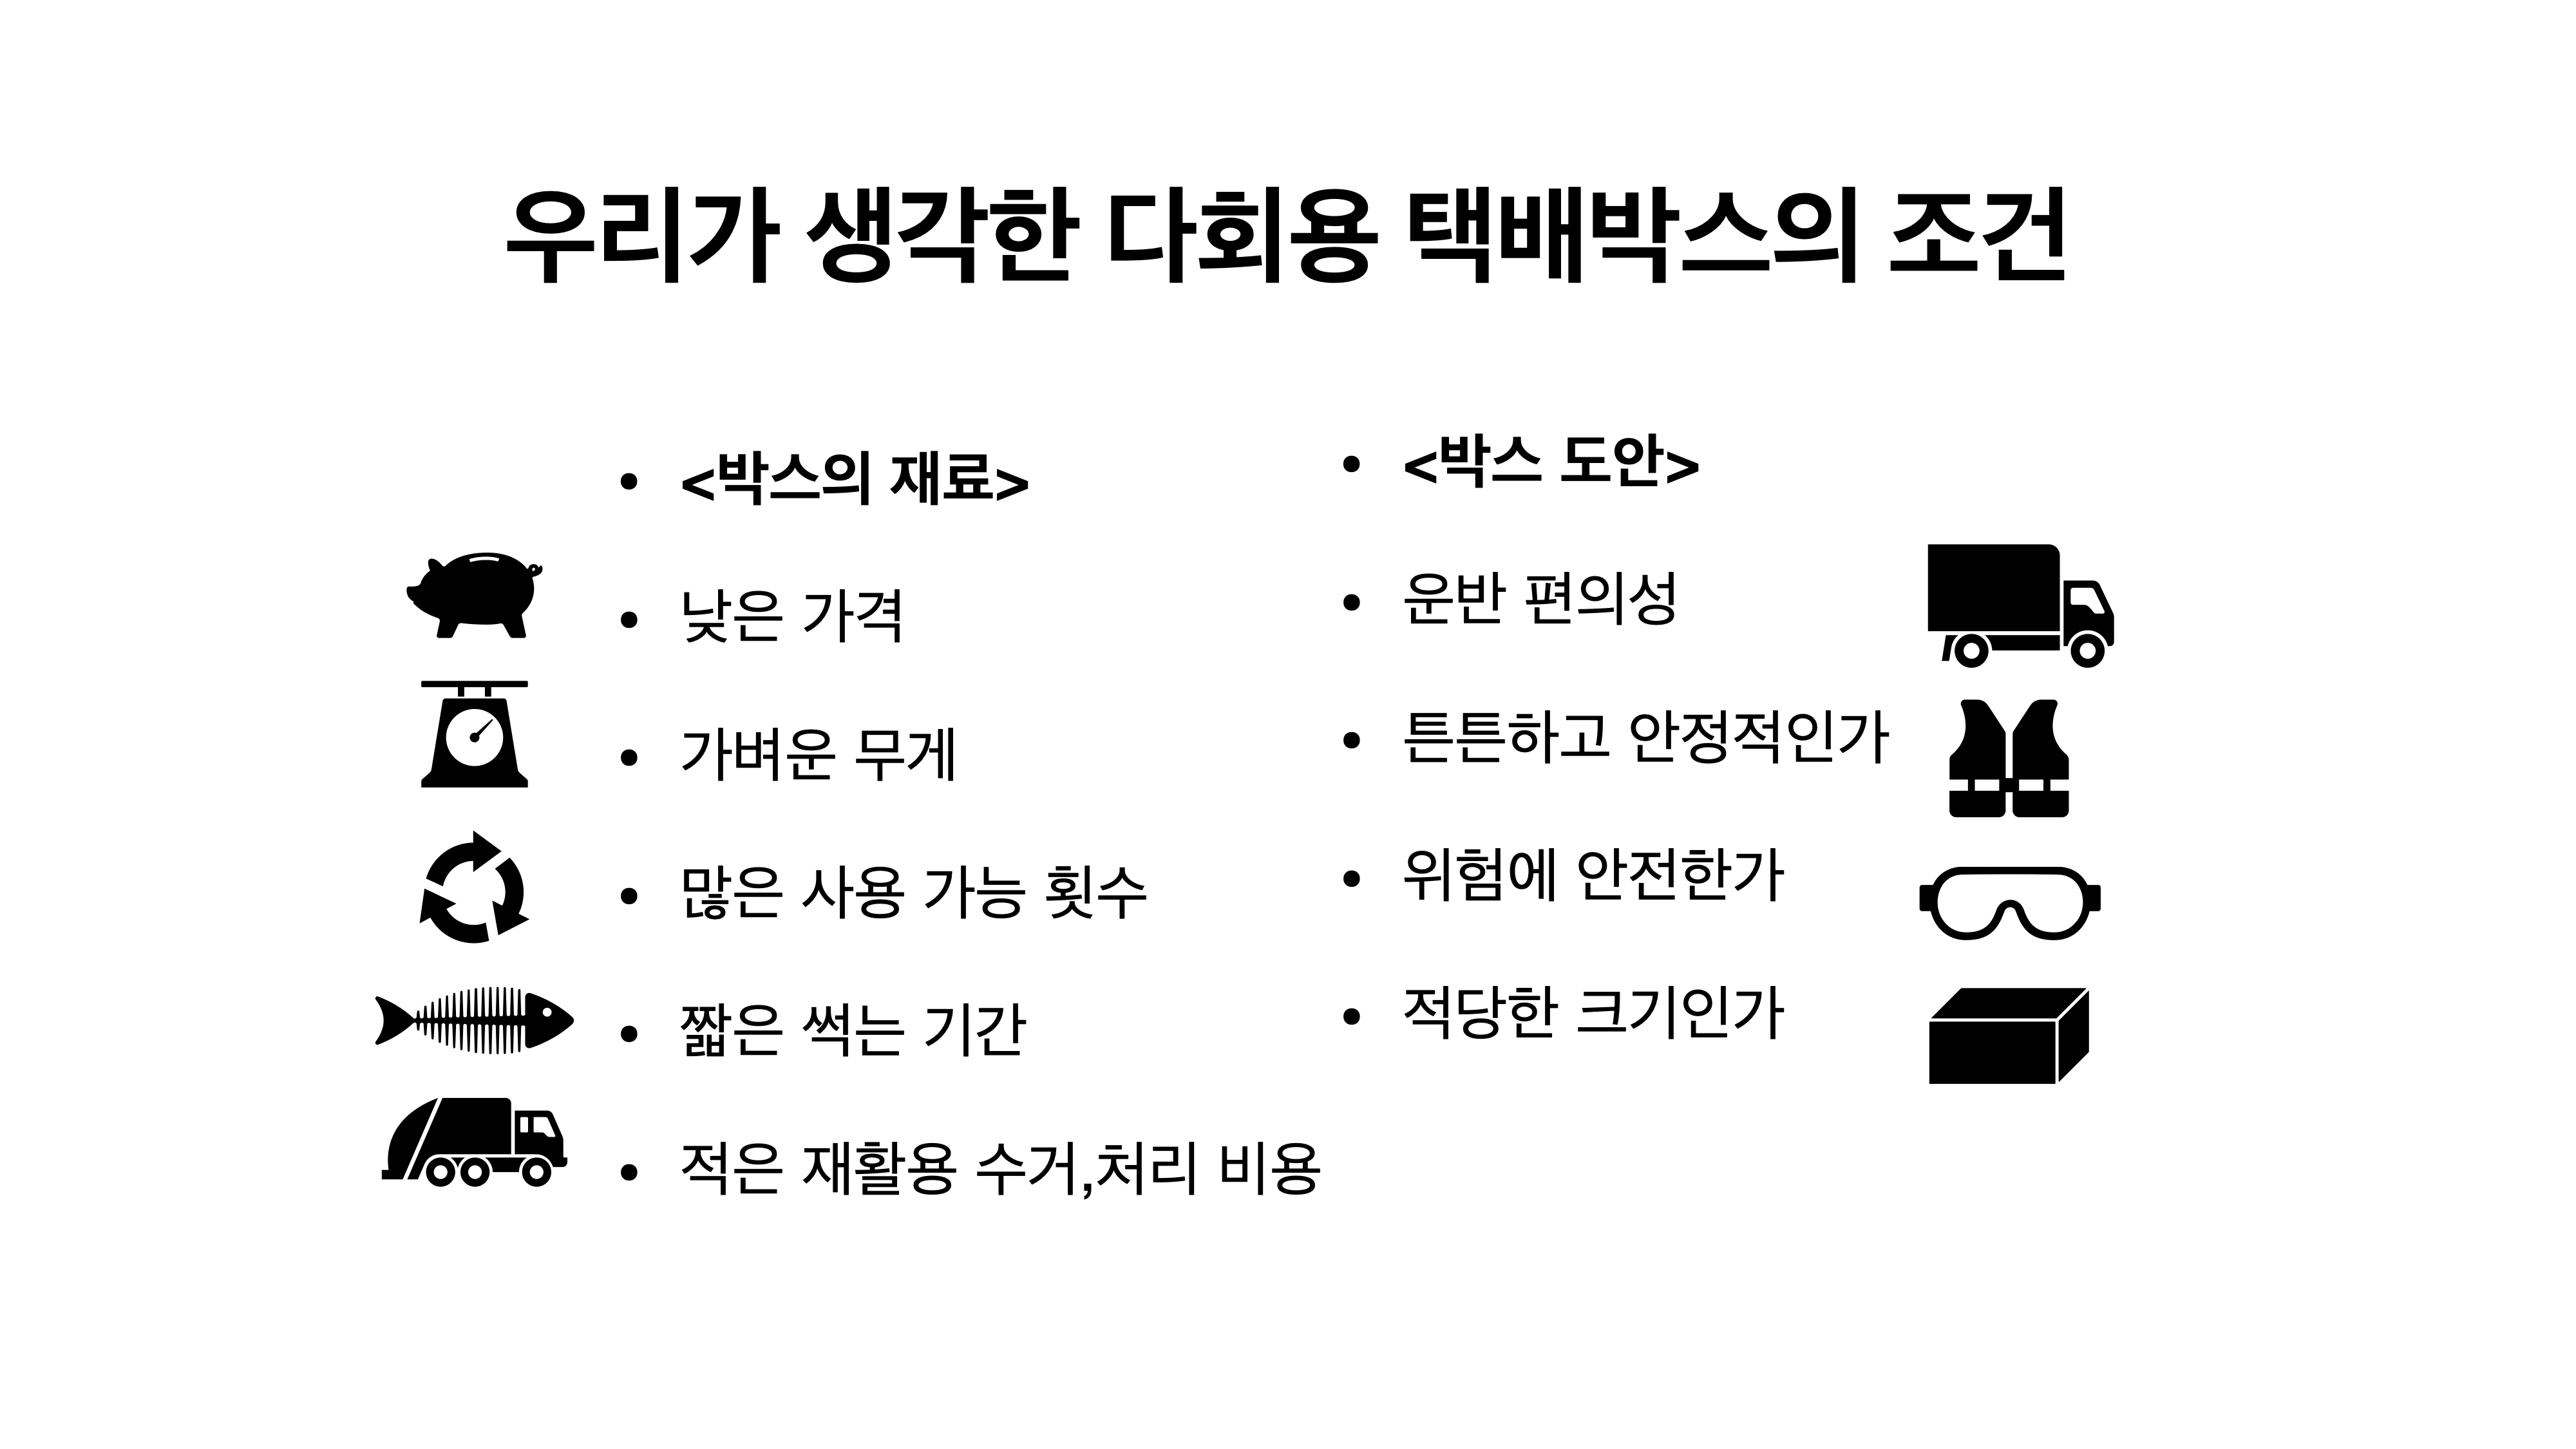 우리가 생각한 다회용 택배박스의 조건
• <박스의 재료>
• 낮은 가격
• 가벼운 무게
• 많은 사용 가능 횟수
• 짧은 썩는 기간
• 적은 재활용 수거,처리 비용
• <박스 도안>
• 운반 편의성
• 튼튼하고 안정적인가
• 위험에 안전한가
• 적당한 크기인가